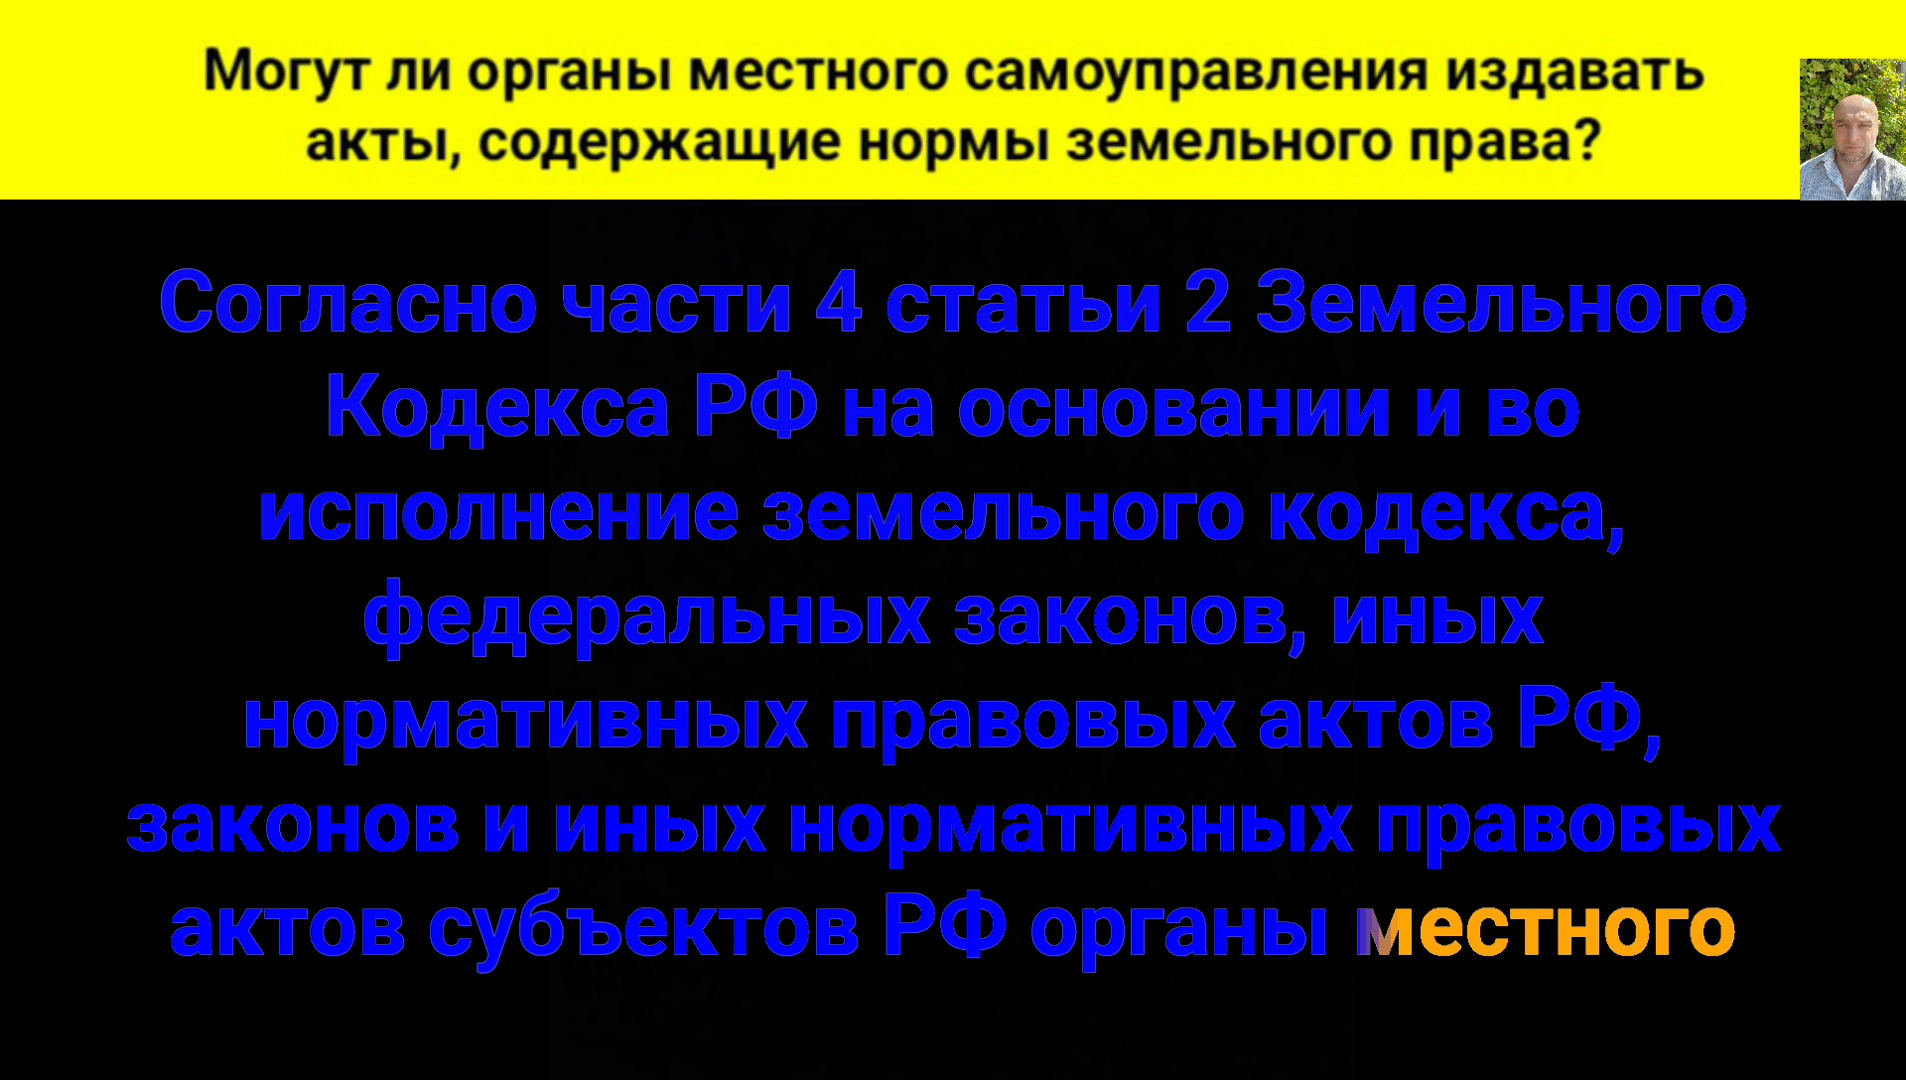 Могут ли органы местного самоуправления издавать
акты, содержащие нормы земельного права?
Согласно части 4 статьи 2 Земельного
Кодекса РФ на основании и во
исполнение земельного кодекса,
федеральных законов, иных
нормативных правовых актов РФ,
законов и иных нормативных правовых
актов субъектов РФ органы местного